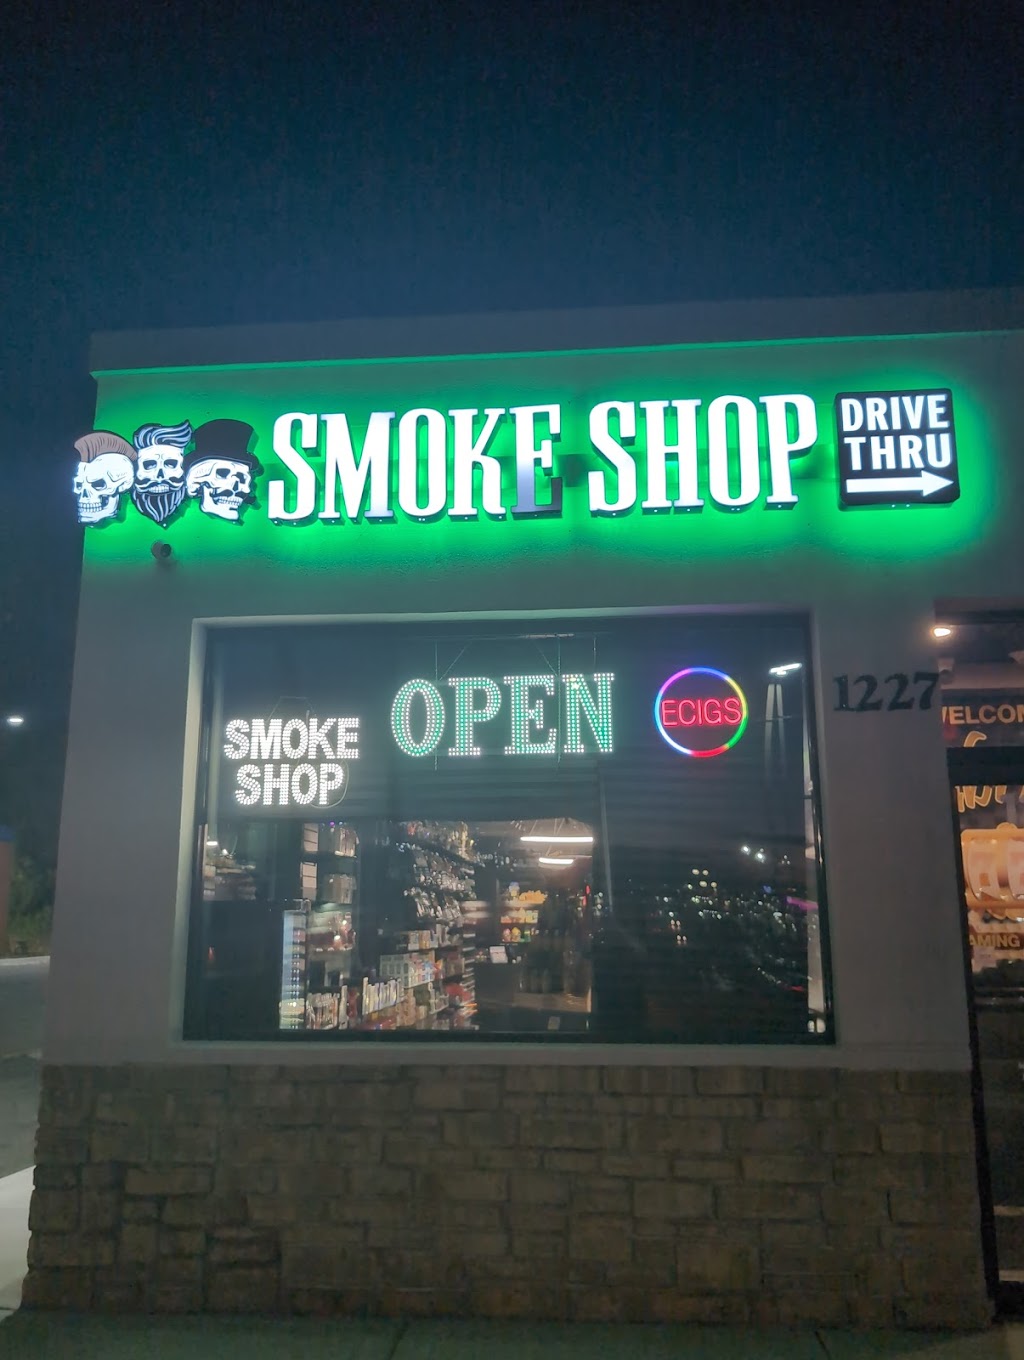 SMOKE SHOP
DRIVE
THRU
OPEN
ECIGS
SMOKE
SHOP
1227